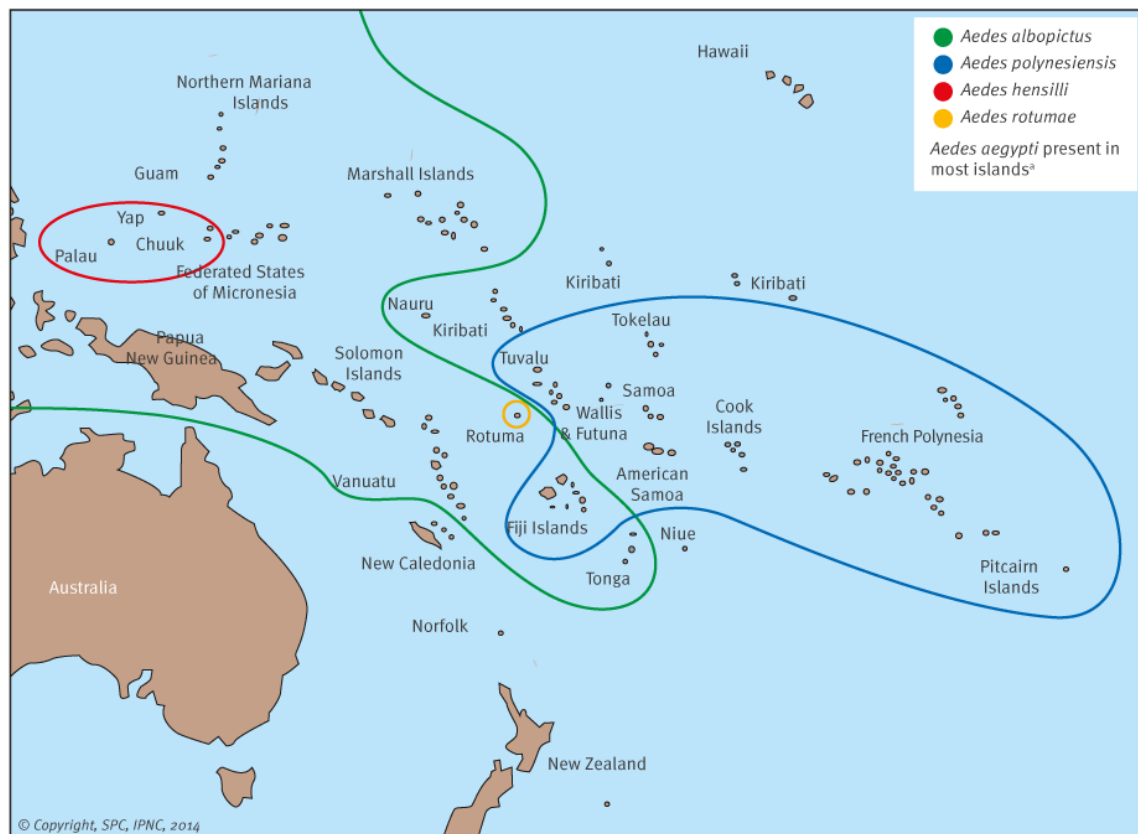 Aedes albopictus
Aedes polynesiensis
Aedes hensilli
Aedes rotumae
Aedes aegypti present in
most islandsᵃ
Hawaii
Northern Mariana
Islands
Guam
Marshall Islands
Yap
Palau
Chuuk
Federated States
of Micronesia
Nauru
Kiribati
Kiribati
Kiribati
Papua
New Guinea
Solomon
Islands
Tuvalu
Tokelau
Rotuma
Wallis
& Futuna
Samoa
Cook
Islands
French Polynesia
American
Samoa
Vanuatu
Fiji Islands
Niue
New Caledonia
Tonga
Pitcairn
Islands
Australia
Norfolk
New Zealand
© Copyright, SPC, IPNC, 2014